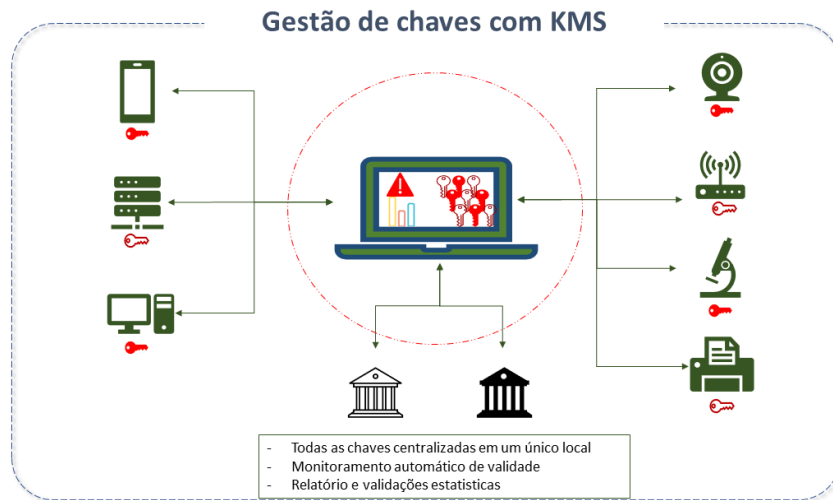 Gestão de chaves com KMS
- Todas as chaves centralizadas em um único local
- Monitoramento automático de validade
- Relatório e validações estatisticas